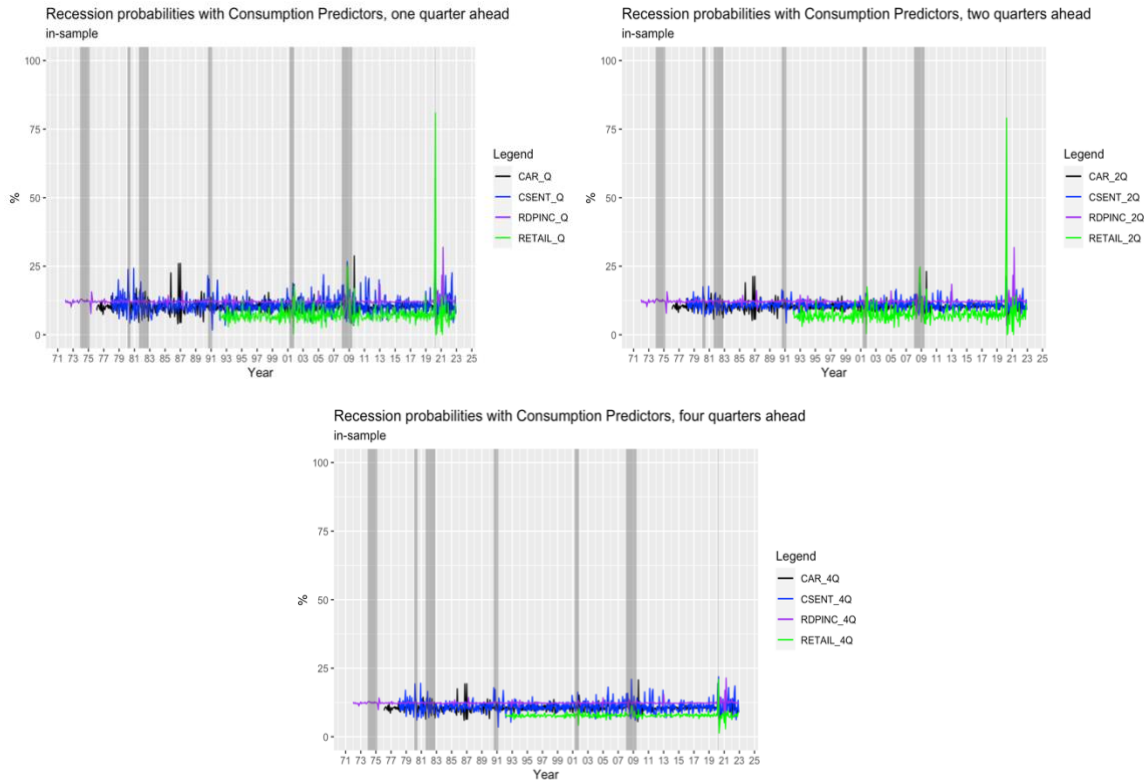 Recession probabilities with Consumption Predictors, one quarter ahead
in-sample
100
75
50
25
0
%
71 73 75 77 79 81 83 85 87 89 91 93 95 97 99 01 03 05 07 09 11 13 15 17 19 21 23 25
Year
Legend
CAR_Q
CSENT_Q
RDPINC_Q
RETAIL_Q
Recession probabilities with Consumption Predictors, two quarters ahead
in-sample
100
75
50
25
0
%
71 73 75 77 79 81 83 85 87 89 91 93 95 97 99 01 03 05 07 09 11 13 15 17 19 21 23 25
Year
Legend
CAR_2Q
CSENT_2Q
RDPINC_2Q
RETAIL_2Q
Recession probabilities with Consumption Predictors, four quarters ahead
in-sample
100
75
50
25
0
%
71 73 75 77 79 81 83 85 87 89 91 93 95 97 99 01 03 05 07 09 11 13 15 17 19 21 23 25
Year
Legend
CAR_4Q
CSENT_4Q
RDPINC_4Q
RETAIL_4Q